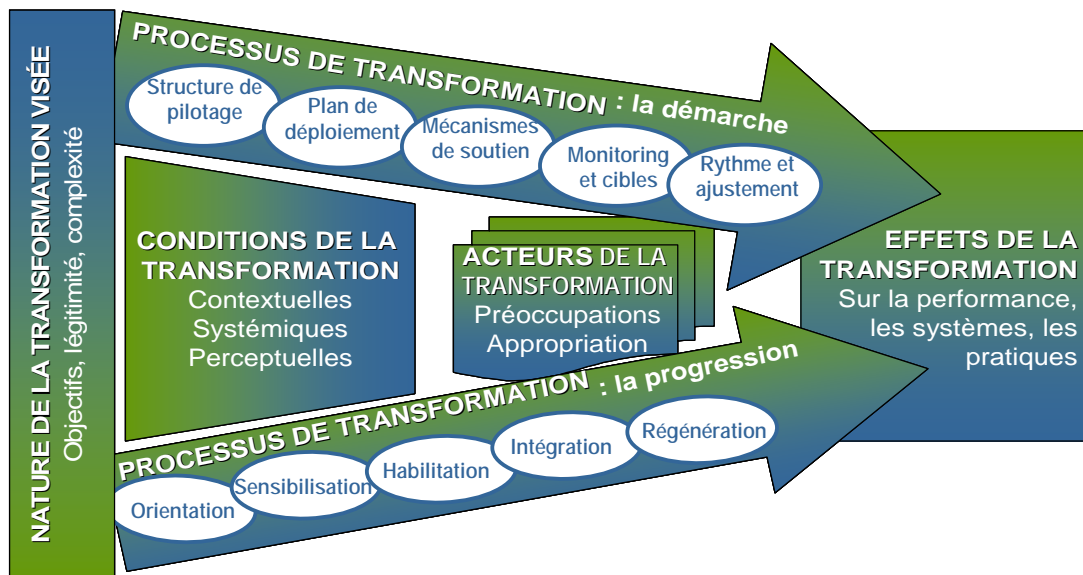 NATURE DE LA TRANSFORMATION VISÉE
Objectifs, légitimité, complexité
PROCESSUS DE TRANSFORMATION : la démarche
Structure de
pilotage
Plan de
déploiement
Mécanismes
de soutien
Monitoring
et cibles
Rythme et
ajustement
CONDITIONS DE LA
TRANSFORMATION
Contextuelles
Systémiques
Perceptuelles
ACTEURS DE LA
TRANSFORMATION
Préoccupations
Appropriation
EFFETS DE LA
TRANSFORMATION
Sur la performance,
les systèmes, les
pratiques
PROCESSUS DE TRANSFORMATION : la progression
Orientation
Sensibilisation
Habilitation
Intégration
Régénération